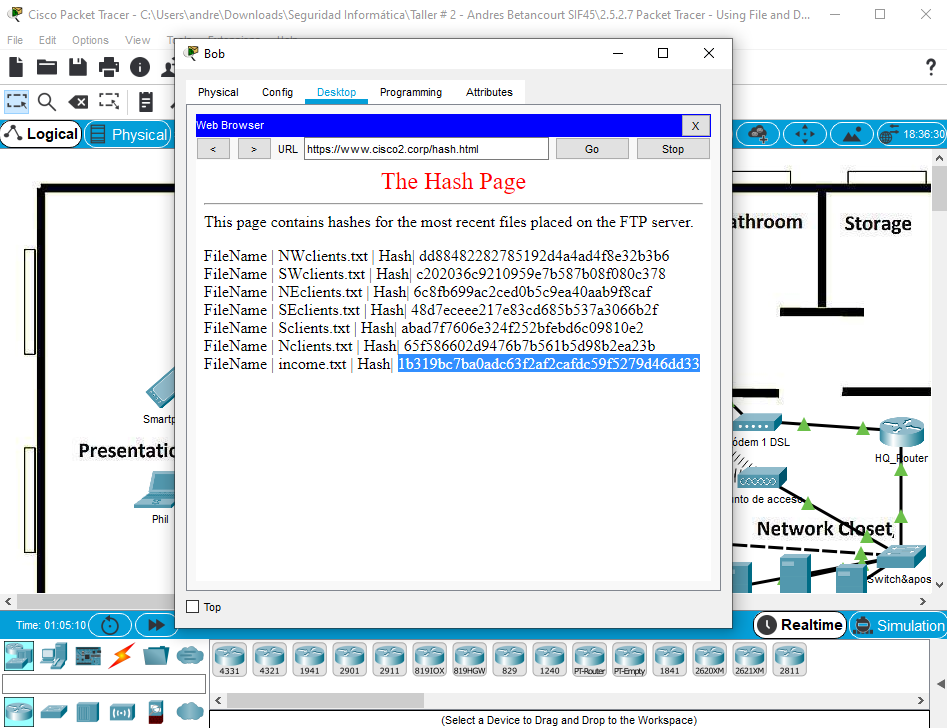 Cisco Packet Tracer - C:\Users\andre\Downloads\Seguridad Informática\Taller # 2 - Andres Betancourt SIF45\2.5.2.7 Packet Tracer - Using File and D...
File Edit Options View
Bob
Physical Config Desktop Programming Attributes
Logical Physical
18:36:30
Web Browser X
< > URL https://www.cisco2.corp/hash.html Go Stop
The Hash Page
This page contains hashes for the most recent files placed on the FTP server.
FileName | NWclients.txt | Hash| dd88482282785192d4a4ad4f8e32b3b6
FileName | SWclients.txt | Hash| c202036c9210959e7b587b08f080c378
FileName | NEclients.txt | Hash| 6c8fb699ac2ced0b5c9ea40aab9f8caf
FileName | SEclients.txt | Hash| 48d7eceee217e83cd685b537a3066b2f
FileName | Sclients.txt | Hash| abad7f7606e324f252bfebd6c09810e2
FileName | Nclients.txt | Hash| 65f586602d9476b7b561b5d98b2ea23b
FileName | income.txt | Hash| 1b319bc7ba0adc63f2af2cafdc59f5279d46dd33
throom Storage
Smartp
Presentatio
Phil
ódem 1 DSL
HQ_Router
nto de acceso
Network Closet
Switch&apos
Top
Time: 01:05:10
Realtime Simulation
4331 4321 1941 2901 2911 819IOX 819HGW 829 1240 PT-Router PT-Empty 1841 2620XM 2621XM 2811
(Select a Device to Drag and Drop to the Workspace)